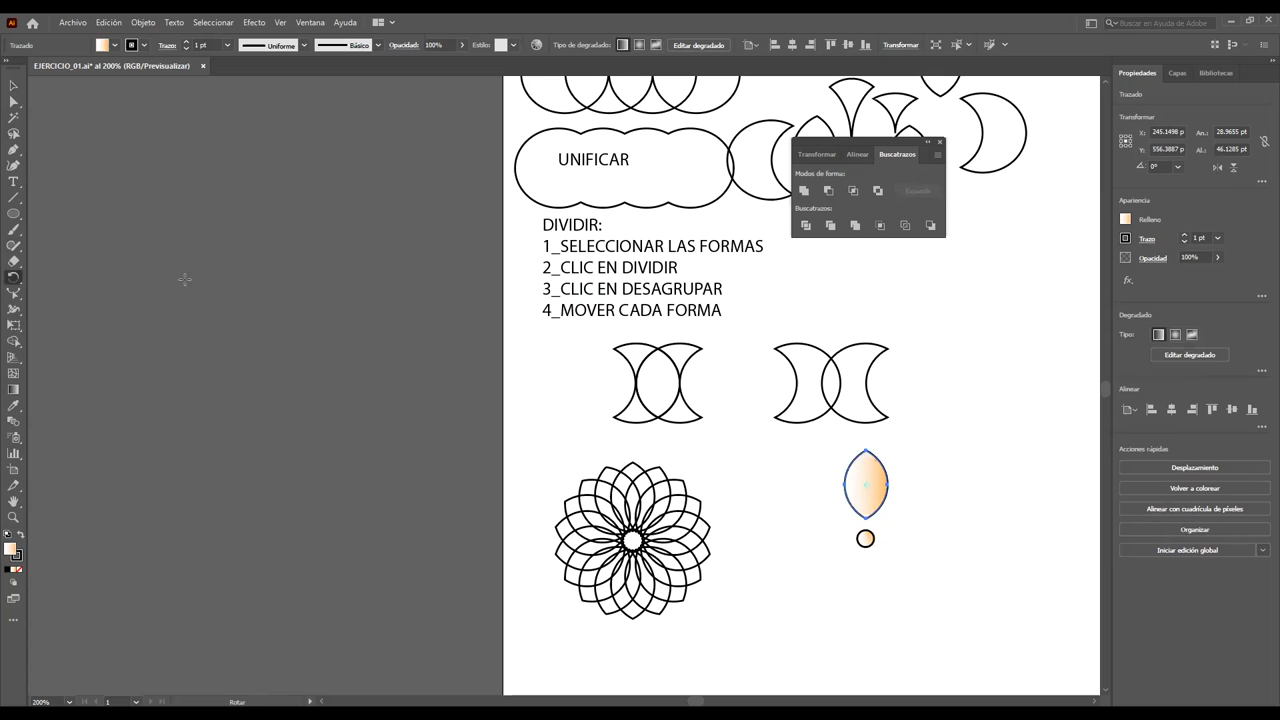 Ai Archivo Edición Objeto Texto Seleccionar Efecto Ver Ventana Ayuda Buscar en Ayuda de Adobe
Trazado Trazo: 1 pt Uniforme Básico Opacidad: 100% Estilo: Tipo de degradado: Editar degradado Transformar
EJERCICIO_01.ai* al 200% (RGB/Previsualizar) ×
UNIFICAR
DIVIDIR:
1_SELECCIONAR LAS FORMAS
2_CLIC EN DIVIDIR
3_CLIC EN DESAGRUPAR
4_MOVER CADA FORMA
Transformar Alinear Buscatrazos
Modos de forma:
Expandir
Buscatrazos:
Propiedades Capas Bibliotecas
Trazado
Transformar
X: 245.1498 p An.: 28.9655 pt
Y: 556.3887 p Al.: 46.1285 pt
0°
Apariencia
Relleno
Trazo 1 pt
Opacidad 100%
fx.
Degradado
Tipo:
Editar degradado
Alinear
Acciones rápidas
Desplazamiento
Volver a colorear
Alinear con cuadrícula de píxeles
Organizar
Iniciar edición global
200% 1 Rotar